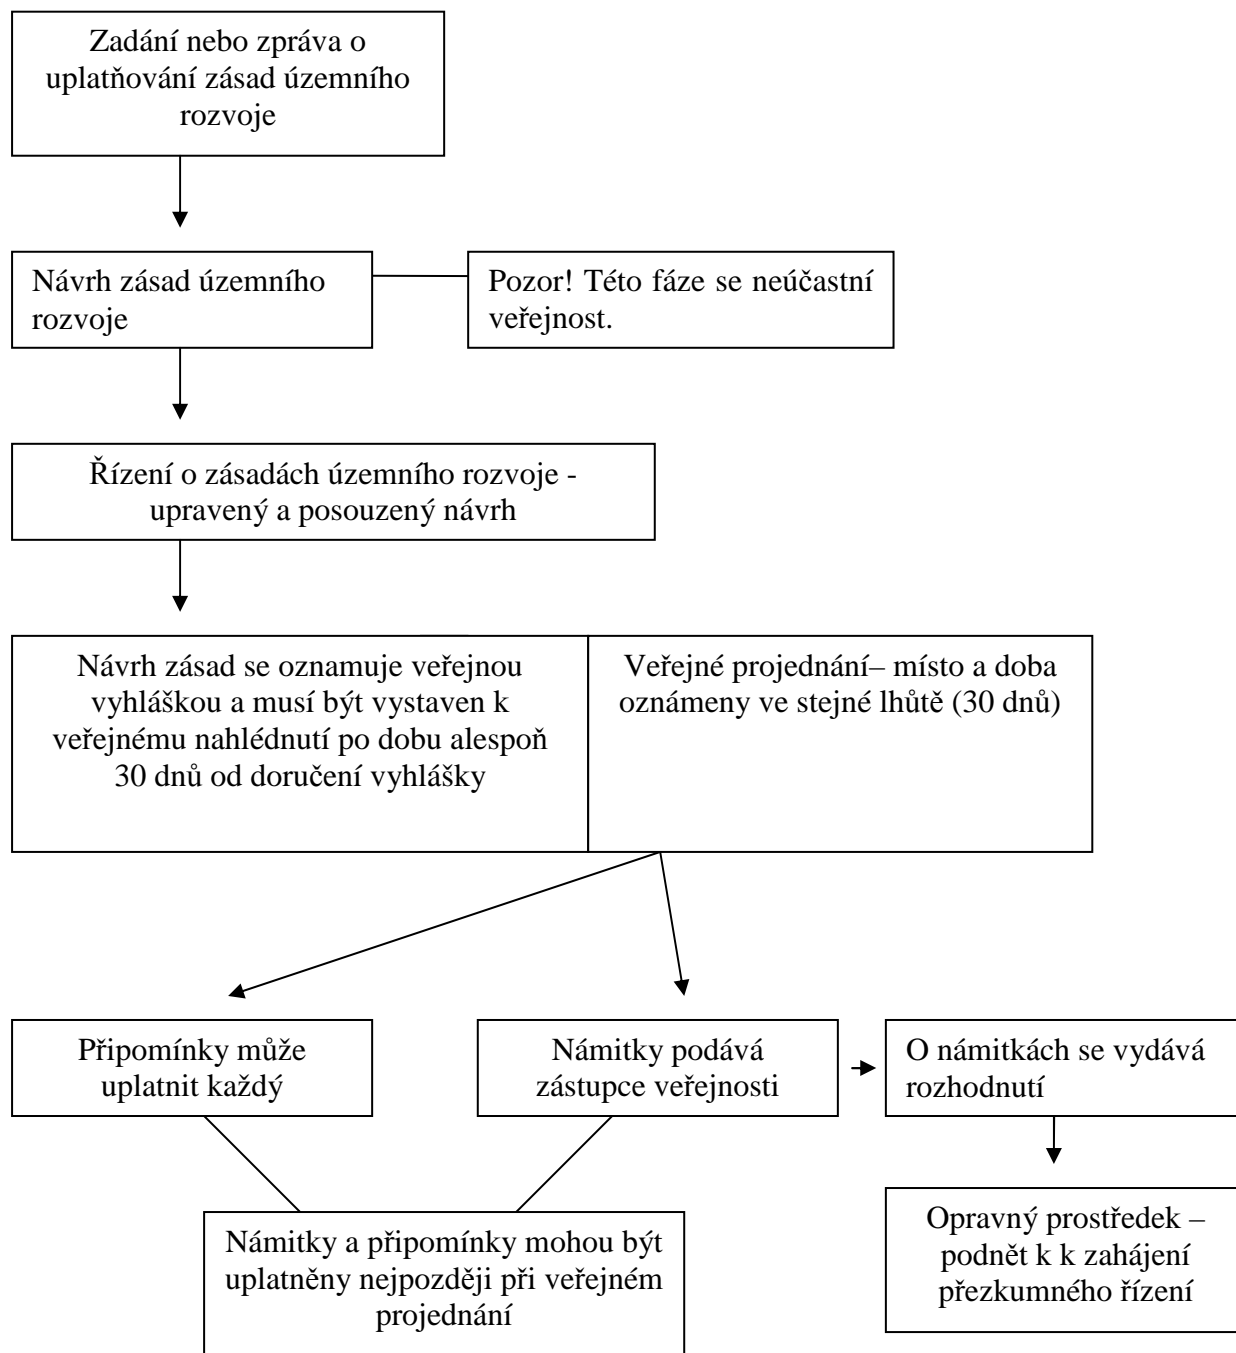 Zadání nebo zpráva o
uplatňování zásad územního
rozvoje
Návrh zásad územního
rozvoje
Pozor! Této fáze se neúčastní
veřejnost.
Řízení o zásadách územního rozvoje -
upravený a posouzený návrh
Návrh zásad se oznamuje veřejnou
vyhláškou a musí být vystaven k
veřejnému nahlédnutí po dobu alespoň
30 dnů od doručení vyhlášky
Veřejné projednání– místo a doba
oznámeny ve stejné lhůtě (30 dnů)
Připomínky může
uplatnit každý
Námitky podává
zástupce veřejnosti
O námitkách se vydává
rozhodnutí
Námitky a připomínky mohou být
uplatněny nejpozději při veřejném
projednání
Opravný prostředek –
podnět k k zahájení
přezkumného řízení